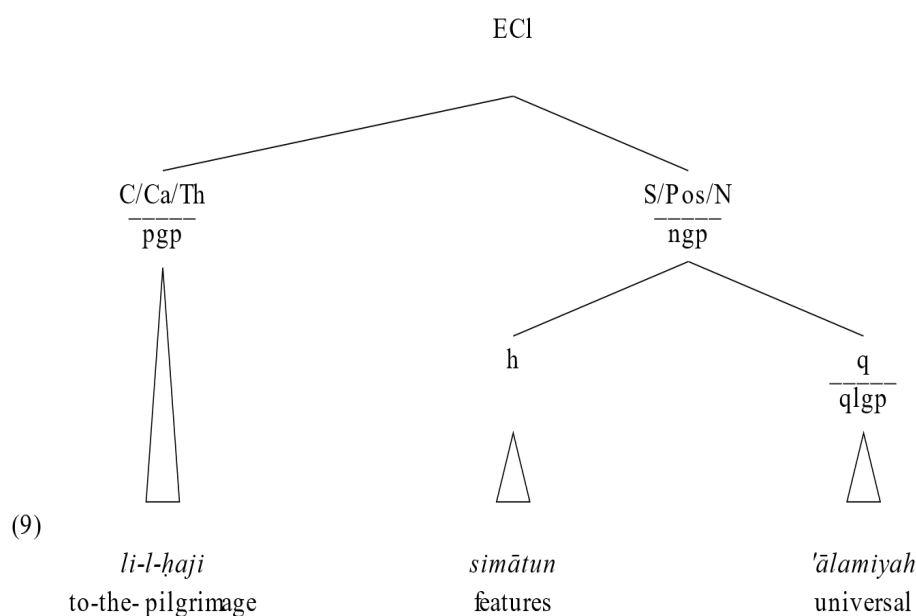 ECl
C/Ca/Th S/Pos/N
pgp ngp
h q
qlgp
(9)
li-l-ḥaji simātun 'ālamiyah
to-the- pilgrimage features universal